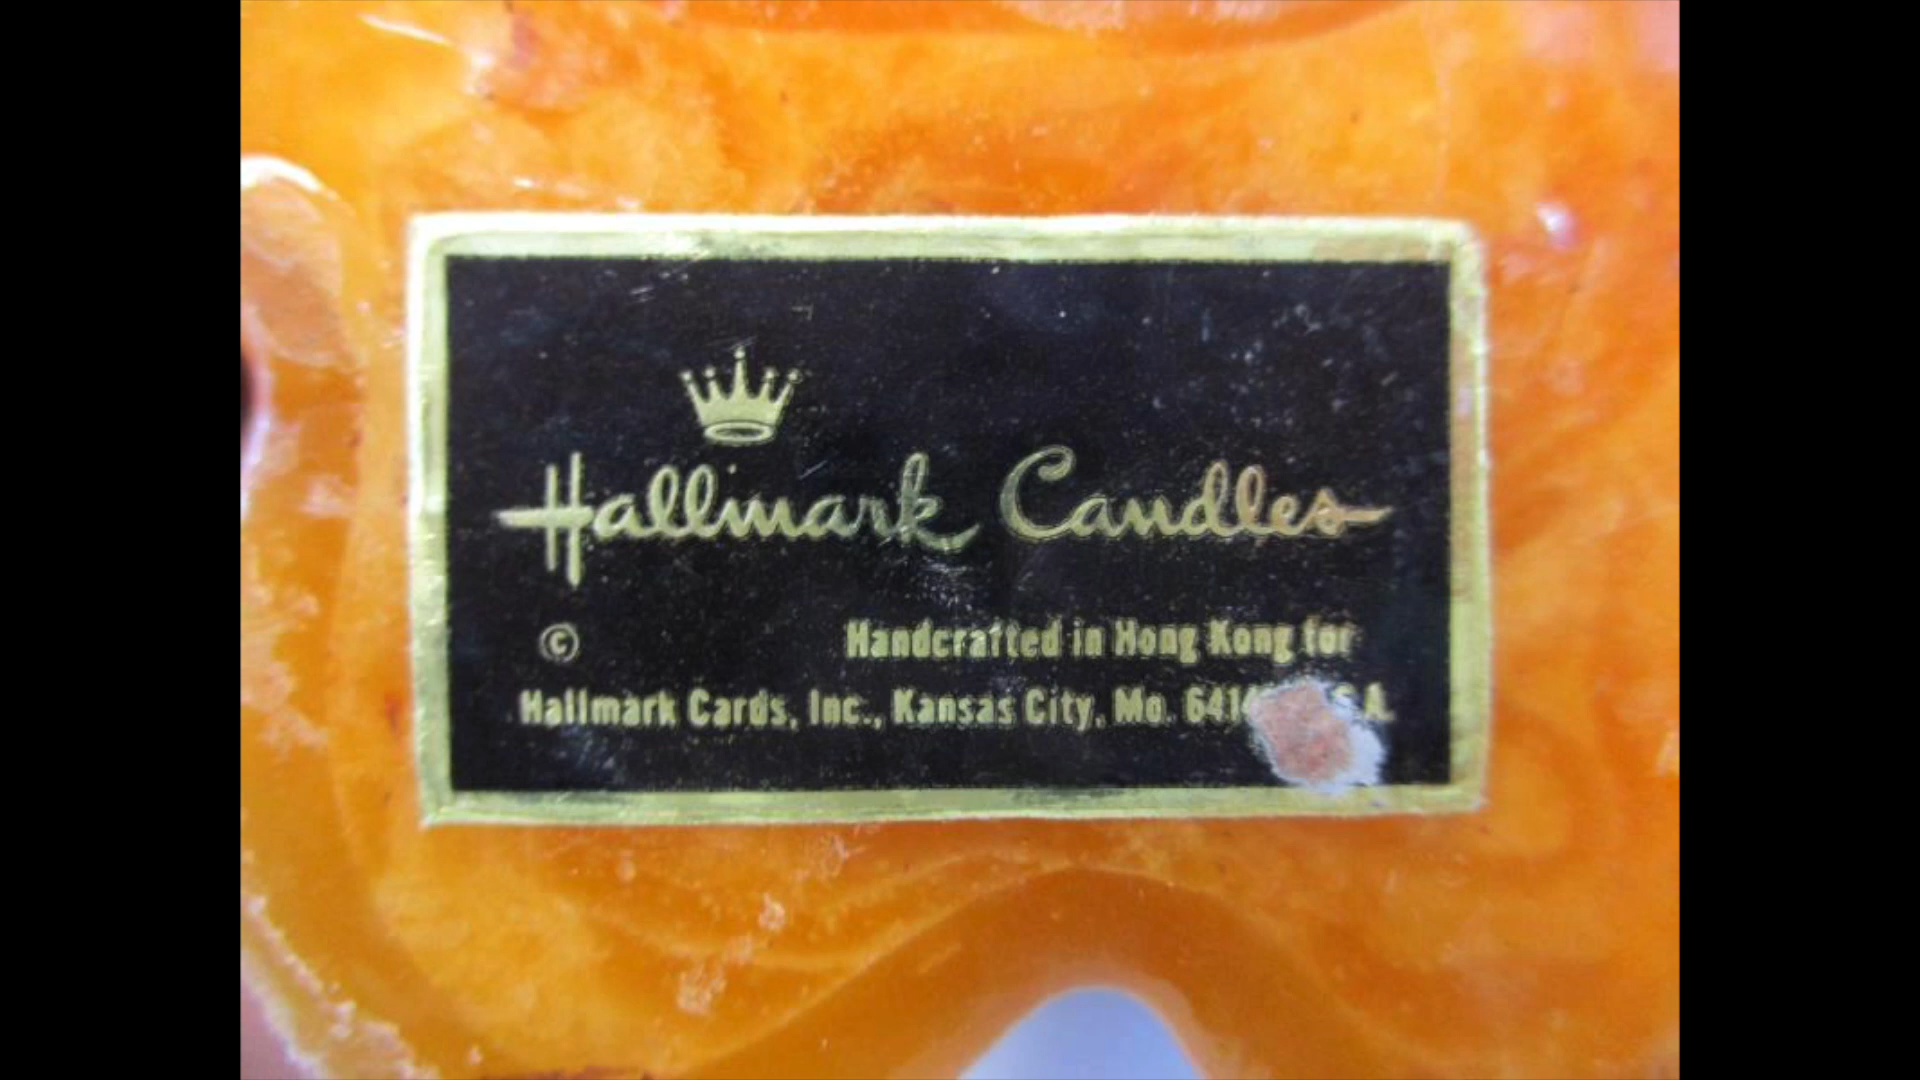 Hallmark Candles
© Handcrafted in Hong Kong for
Hallmark Cards, Inc., Kansas City, Mo.